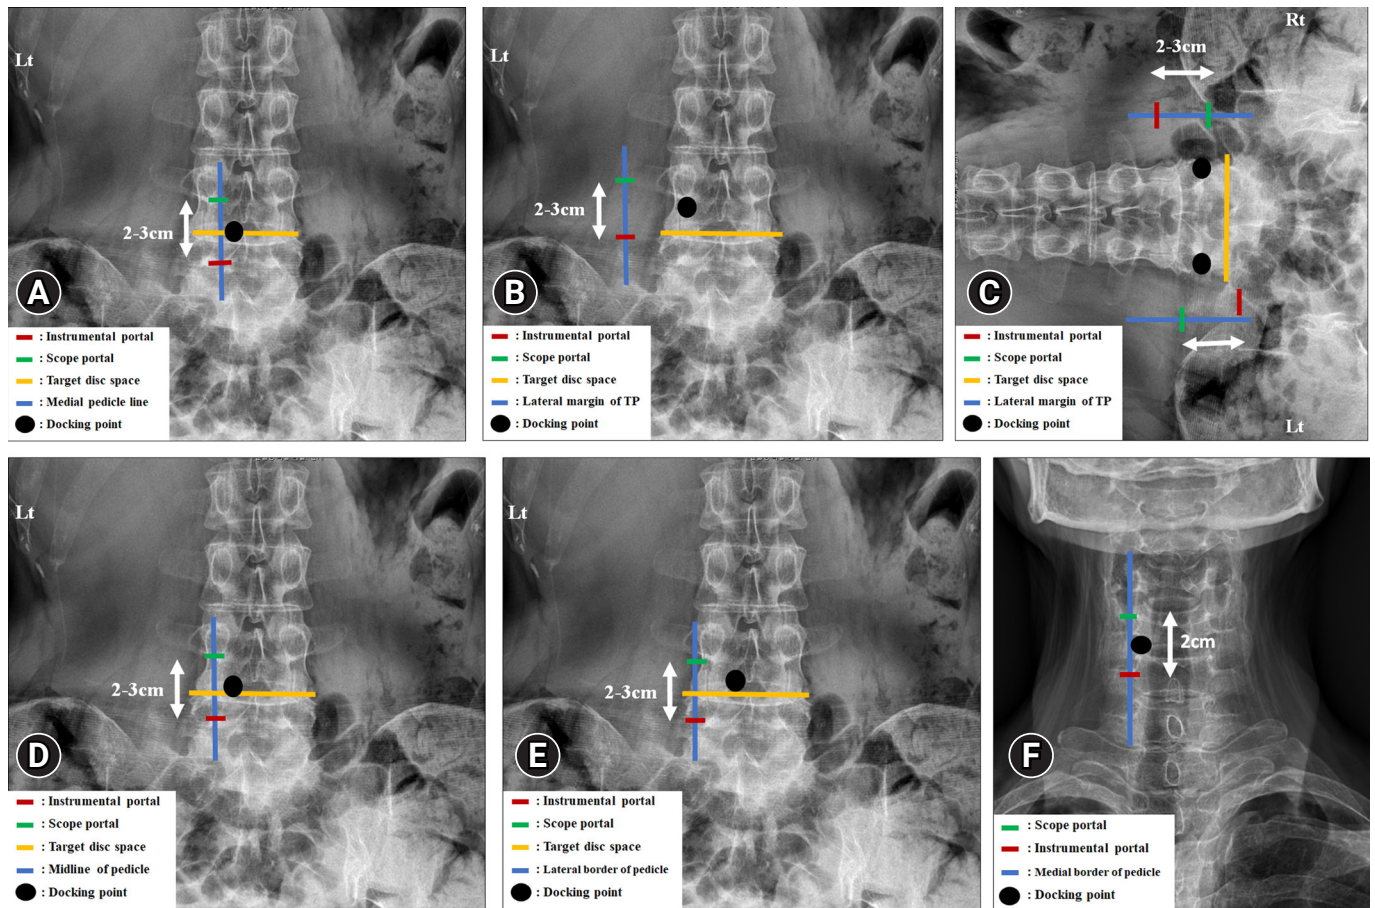 Lt
2-3cm
A
: Instrumental portal
: Scope portal
: Target disc space
: Medial pedicle line
: Docking point
Lt
2-3cm
B
: Instrumental portal
: Scope portal
: Target disc space
: Lateral margin of TP
: Docking point
Rt
2-3cm
C
: Instrumental portal
: Scope portal
: Target disc space
: Lateral margin of TP
: Docking point
Lt
Lt
2-3cm
D
: Instrumental portal
: Scope portal
: Target disc space
: Midline of pedicle
: Docking point
Lt
2-3cm
E
: Instrumental portal
: Scope portal
: Target disc space
: Lateral border of pedicle
: Docking point
2cm
F
: Scope portal
: Instrumental portal
: Medial border of pedicle
: Docking point